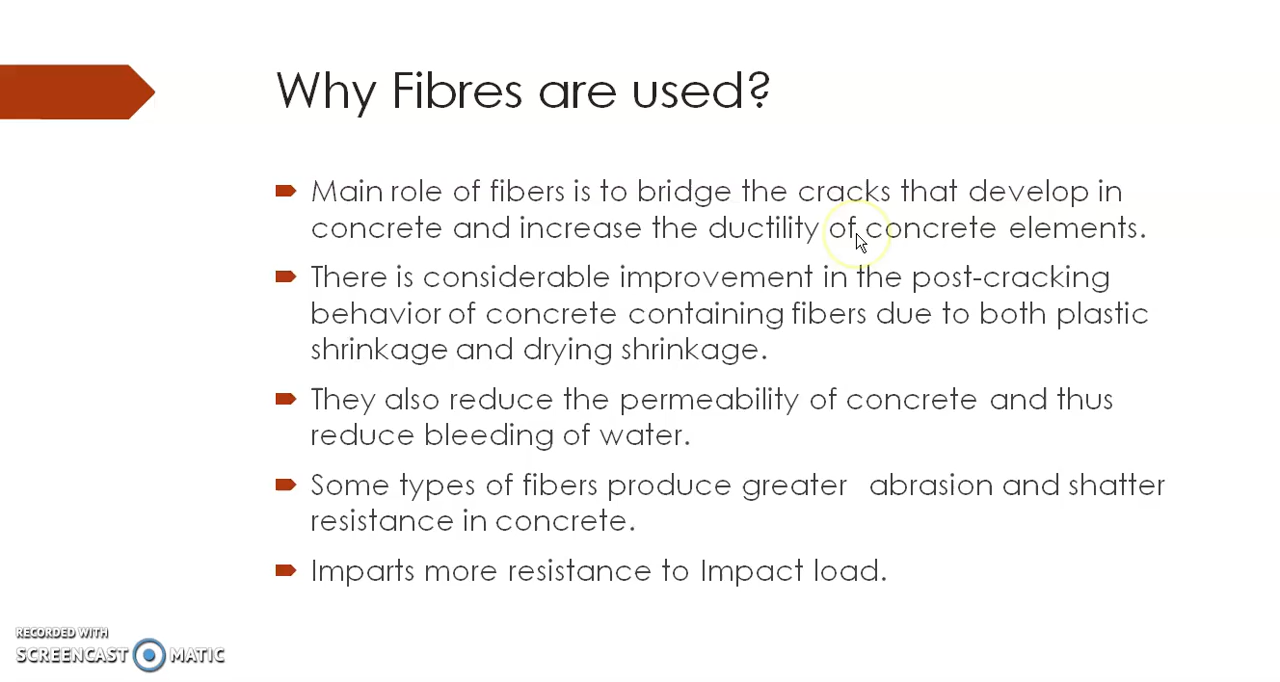 Why Fibres are used?
Main role of fibers is to bridge the cracks that develop in
concrete and increase the ductility of concrete elements.
There is considerable improvement in the post-cracking
behavior of concrete containing fibers due to both plastic
shrinkage and drying shrinkage.
They also reduce the permeability of concrete and thus
reduce bleeding of water.
Some types of fibers produce greater abrasion and shatter
resistance in concrete.
Imparts more resistance to Impact load.
RECORDED WITH
SCREENCAST MATIC